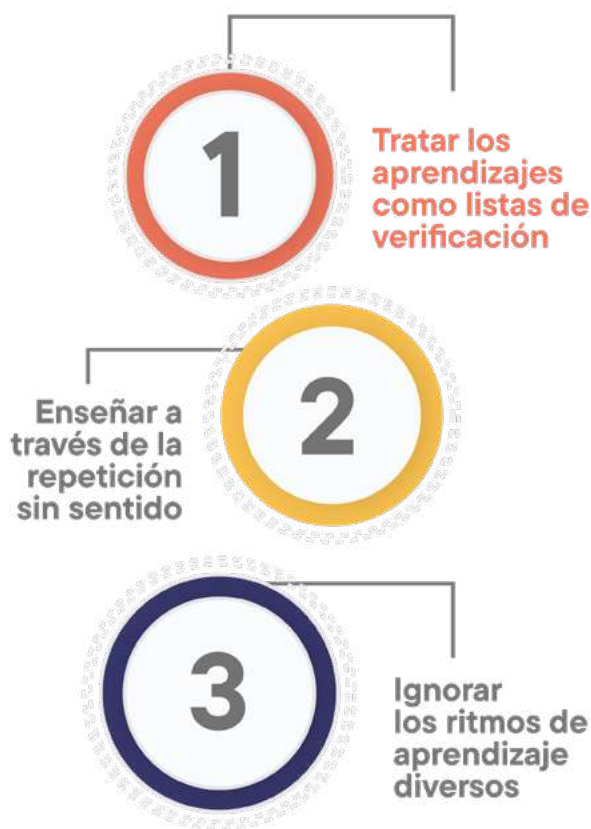 1
Tratar los
aprendizajes
como listas de
verificación
2
Enseñar a
través de la
repetición
sin sentido
3
Ignorar
los ritmos de
aprendizaje
diversos